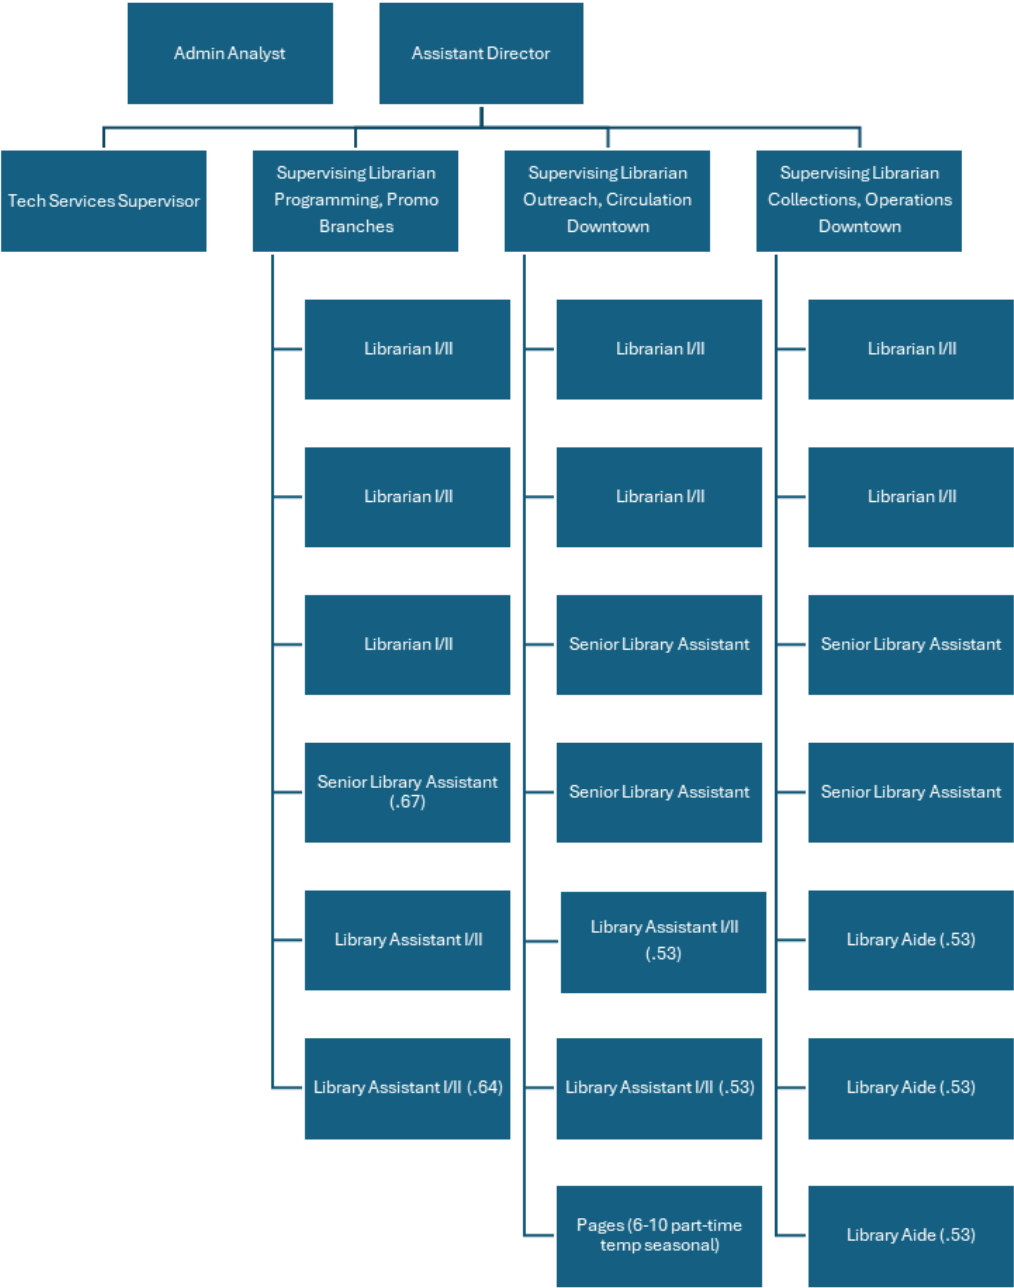 Admin Analyst
Assistant Director
Tech Services Supervisor
Supervising Librarian
Programming, Promo
Branches
Supervising Librarian
Outreach, Circulation
Downtown
Supervising Librarian
Collections, Operations
Downtown
Librarian I/II
Librarian I/II
Librarian I/II
Librarian I/II
Librarian I/II
Librarian I/II
Librarian I/II
Senior Library Assistant
Senior Library Assistant
Senior Library Assistant
(.67)
Senior Library Assistant
Senior Library Assistant
Library Assistant I/II
Library Assistant I/II
(.53)
Library Aide (.53)
Library Assistant I/II (.64)
Library Assistant I/II (.53)
Library Aide (.53)
Pages (6-10 part-time
temp seasonal)
Library Aide (.53)